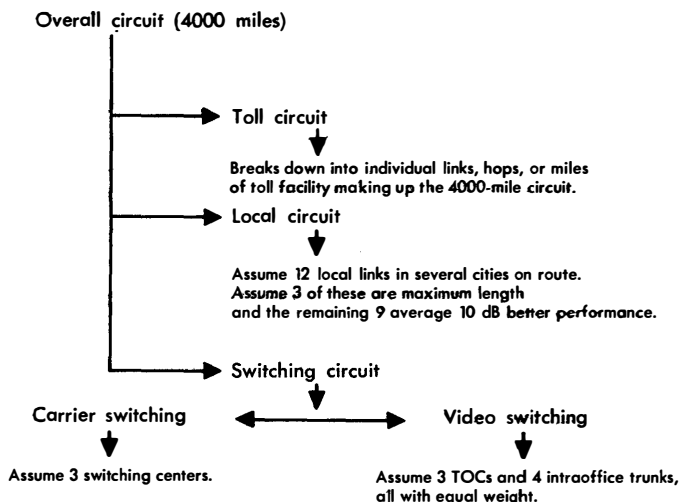 Overall circuit (4000 miles)
Toll circuit
Breaks down into individual links, hops, or miles
of toll facility making up the 4000-mile circuit.
Local circuit
Assume 12 local links in several cities on route.
Assume 3 of these are maximum length
and the remaining 9 average 10 dB better performance.
Switching circuit
Carrier switching
Video switching
Assume 3 switching centers.
Assume 3 TOCs and 4 intraoffice trunks,
all with equal weight.